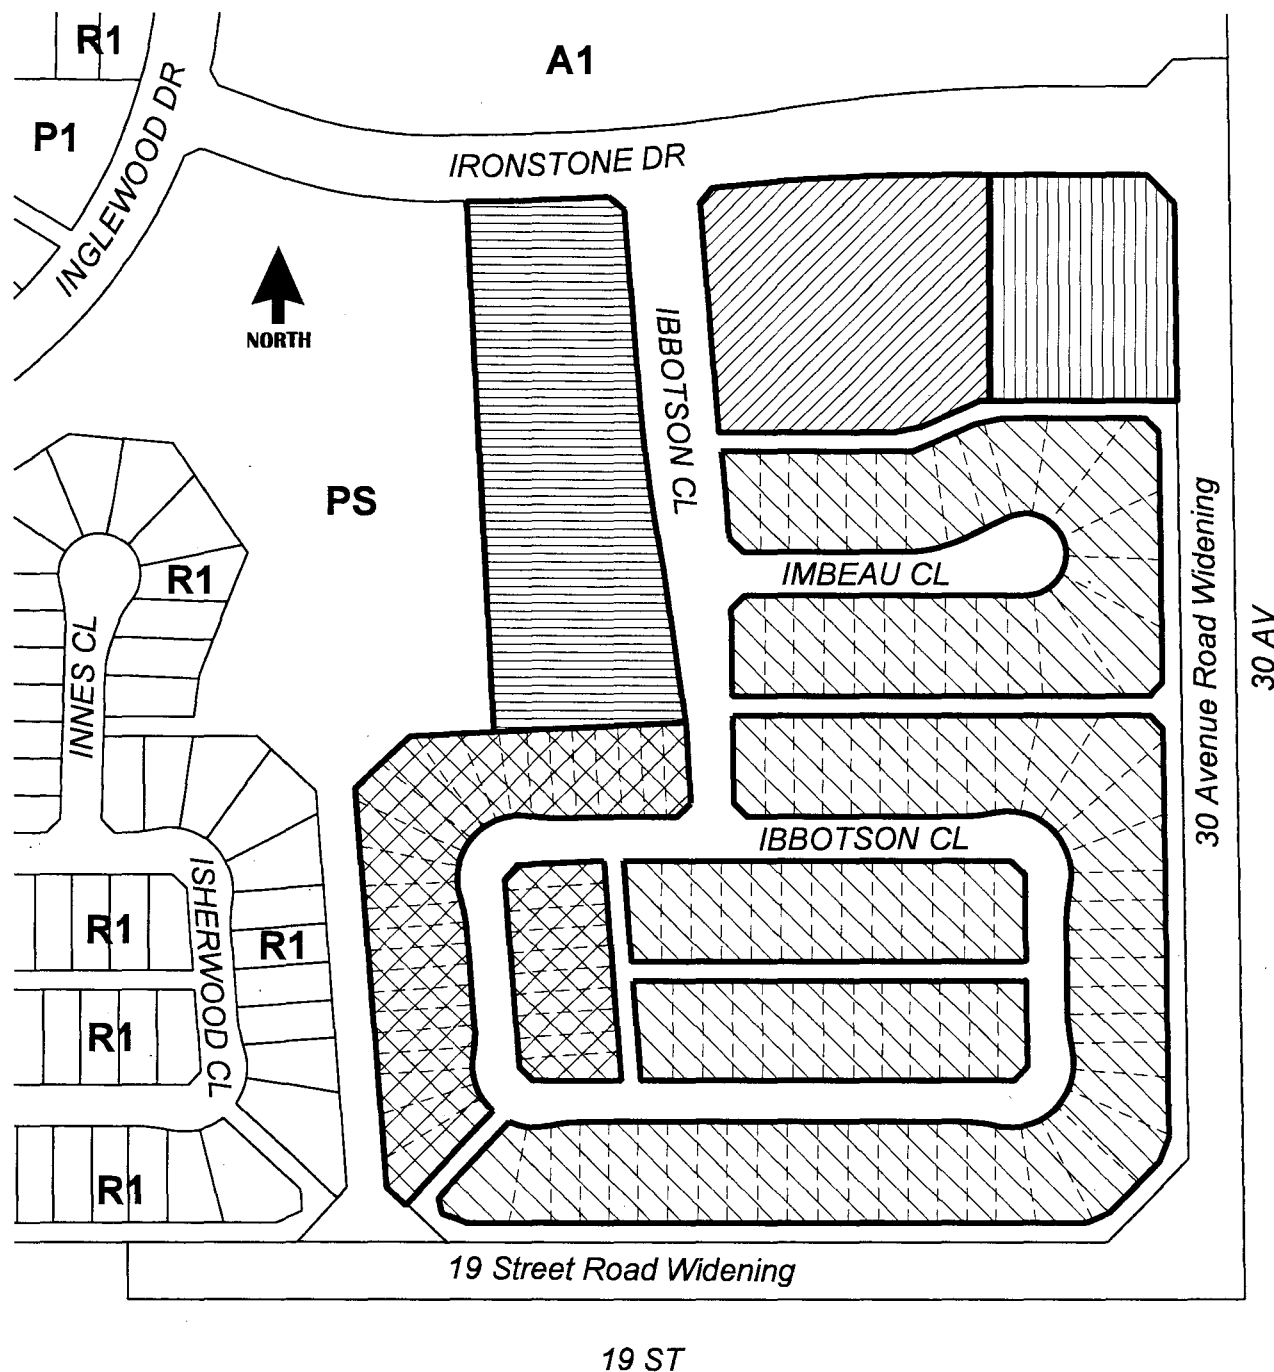 R1
A1
P1
INGLEWOOD DR
IRONSTONE DR
NORTH
IBBOTSON CL
PS
R1
IMBEAU CL
INNES CL
30 Avenue Road Widening
30 AV
IBBOTSON CL
ISHERWOOD CL
R1
R1
R1
R1
19 Street Road Widening
19 ST